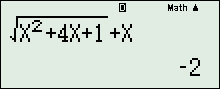 D Math ▲
√X²+4X+1 +X
-2